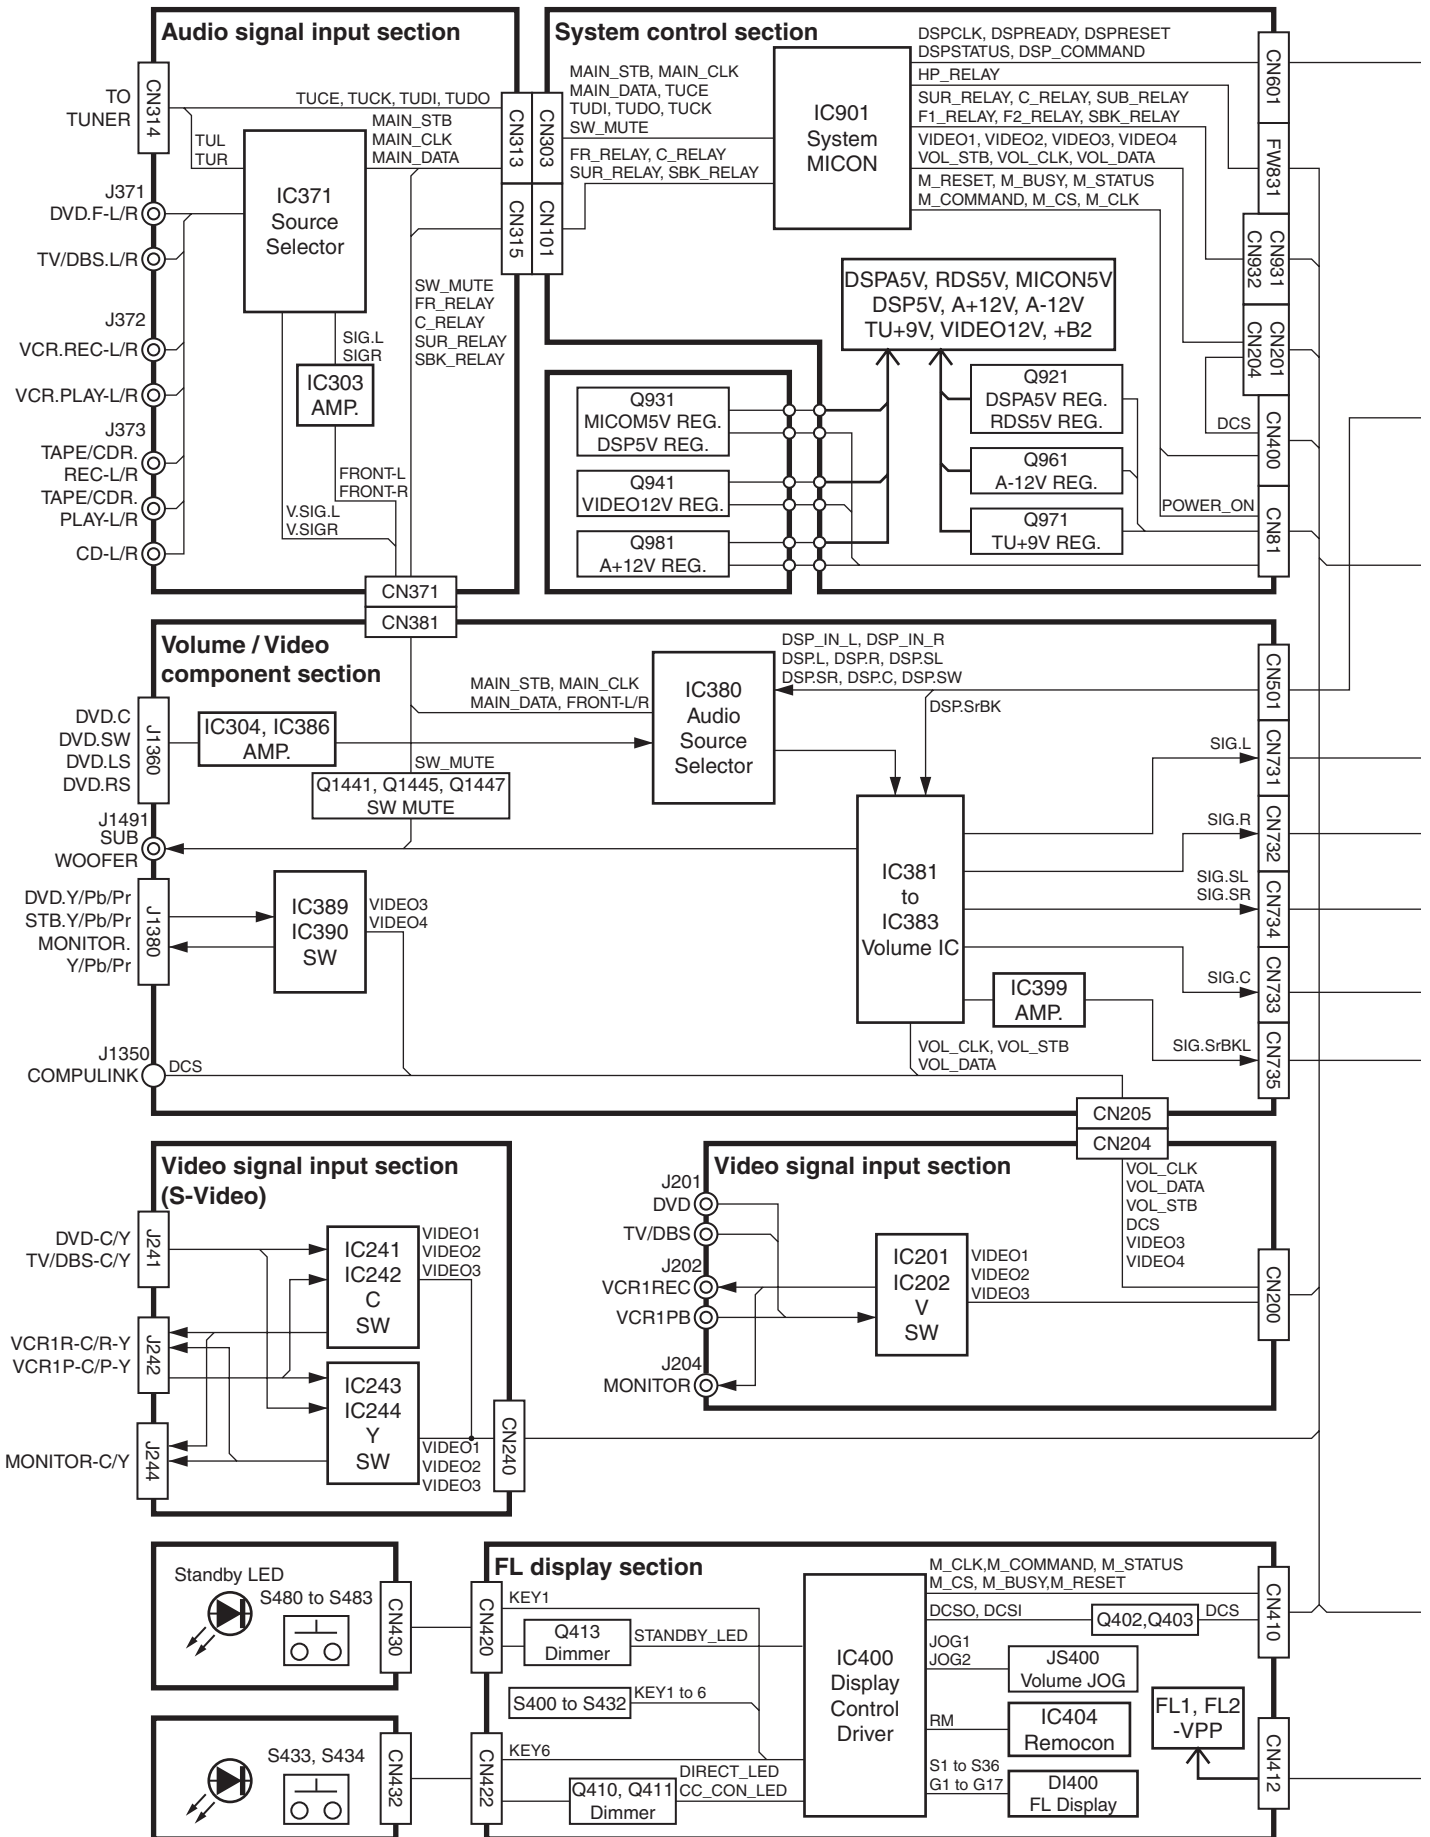 Audio signal input section
TO
TUNER
CN314
TUCE, TUCK, TUDI, TUDO
MAIN_STB
MAIN_CLK
MAIN_DATA
TUL
TUR
IC371
Source
Selector
CN313
CN315
J371
DVD.F-L/R
TV/DBS.L/R
J372
VCR.REC-L/R
VCR.PLAY-L/R
J373
TAPE/CDR.
REC-L/R
TAPE/CDR.
PLAY-L/R
CD-L/R
SIG.L
SIGR
IC303
AMP.
FRONT-L
FRONT-R
V.SIG.L
V.SIGR
SW_MUTE
FR_RELAY
C_RELAY
SUR_RELAY
SBK_RELAY
CN371
System control section
CN303
CN101
MAIN_STB, MAIN_CLK
MAIN_DATA, TUCE
TUDI, TUDO, TUCK
SW_MUTE
FR_RELAY, C_RELAY
SUR_RELAY, SBK_RELAY
IC901
System
MICON
DSPCLK, DSPREADY, DSPRESET
DSPSTATUS, DSP_COMMAND
HP_RELAY
SUR_RELAY, C_RELAY, SUB_RELAY
F1_RELAY, F2_RELAY, SBK_RELAY
VIDEO1, VIDEO2, VIDEO3, VIDEO4
VOL_STB, VOL_CLK, VOL_DATA
M_RESET, M_BUSY, M_STATUS
M_COMMAND, M_CS, M_CLK
CN601
FW831
CN931
CN932
CN201
CN204
CN400
CN81
DCS
POWER_ON
DSPA5V, RDS5V, MICON5V
DSP5V, A+12V, A-12V
TU+9V, VIDEO12V, +B2
Q931
MICOM5V REG.
DSP5V REG.
Q941
VIDEO12V REG.
Q981
A+12V REG.
Q921
DSPA5V REG.
RDS5V REG.
Q961
A-12V REG.
Q971
TU+9V REG.
CN381
Volume / Video
component section
DVD.C
DVD.SW
DVD.LS
DVD.RS
J1360
IC304, IC386
AMP.
MAIN_STB, MAIN_CLK
MAIN_DATA, FRONT-L/R
IC380
Audio
Source
Selector
DSP_IN_L, DSP_IN_R
DSP.L, DSP.R, DSP.SL
DSP.SR, DSP.C, DSP.SW
DSP.SrBK
CN501
SW_MUTE
Q1441, Q1445, Q1447
SW MUTE
J1491
SUB
WOOFER
IC381
to
IC383
Volume IC
SIG.L
CN731
SIG.R
CN732
SIG.SL
SIG.SR
CN734
SIG.C
CN733
IC399
AMP.
SIG.SrBKL
CN735
DVD.Y/Pb/Pr
STB.Y/Pb/Pr
MONITOR.
Y/Pb/Pr
J1380
IC389
IC390
SW
VIDEO3
VIDEO4
J1350
COMPULINK
DCS
VOL_CLK, VOL_STB
VOL_DATA
CN205
Video signal input section
(S-Video)
DVD-C/Y
TV/DBS-C/Y
J241
IC241
IC242
C
SW
VIDEO1
VIDEO2
VIDEO3
VCR1R-C/R-Y
VCR1P-C/P-Y
J242
IC243
IC244
Y
SW
VIDEO1
VIDEO2
VIDEO3
MONITOR-C/Y
J244
CN240
CN204
Video signal input section
VOL_CLK
VOL_DATA
VOL_STB
DCS
VIDEO3
VIDEO4
J201
DVD
TV/DBS
J202
VCR1REC
VCR1PB
J204
MONITOR
IC201
IC202
V
SW
VIDEO1
VIDEO2
VIDEO3
CN200
Standby LED
S480 to S483
CN430
S433, S434
CN432
FL display section
CN420
KEY1
Q413
Dimmer
STANDBY_LED
S400 to S432
KEY1 to 6
CN422
KEY6
Q410, Q411
Dimmer
DIRECT_LED
CC_CON_LED
IC400
Display
Control
Driver
M_CLK,M_COMMAND, M_STATUS
M_CS, M_BUSY,M_RESET
DCSO, DCSI
Q402,Q403
DCS
CN410
JOG1
JOG2
JS400
Volume JOG
RM
IC404
Remocon
S1 to S36
G1 to G17
DI400
FL Display
FL1, FL2
-VPP
CN412